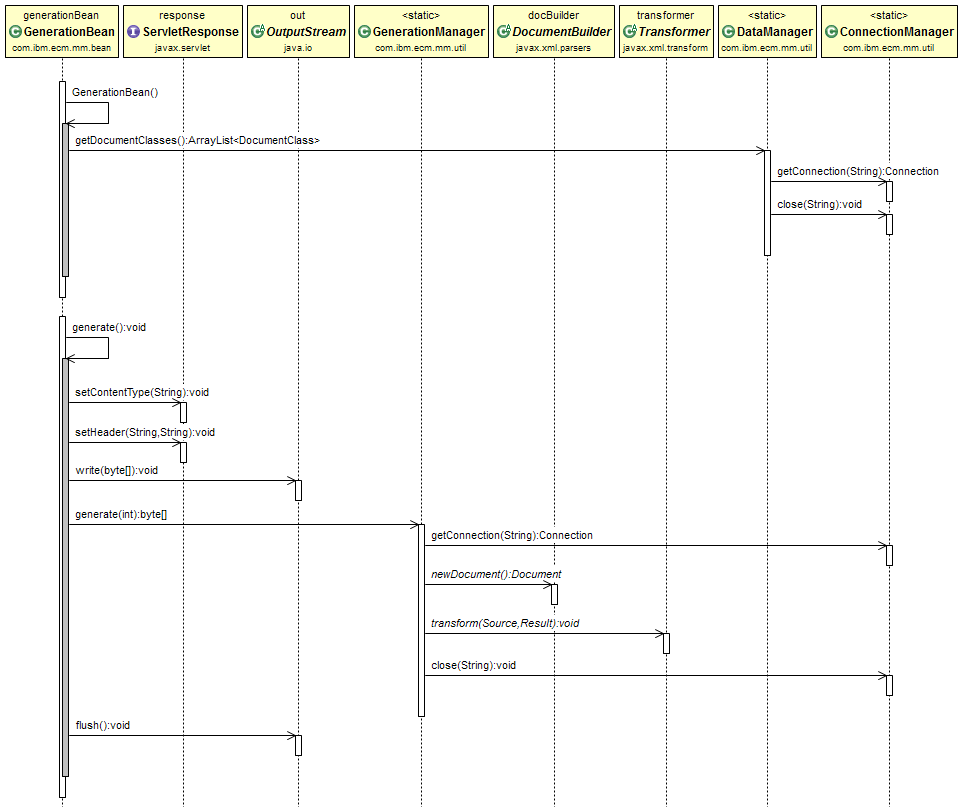 generationBean
C GenerationBean
com.ibm.ecm.mm.bean
response
I ServletResponse
javax.servlet
out
C A OutputStream
java.io
<static>
C GenerationManager
com.ibm.ecm.mm.util
docBuilder
C A DocumentBuilder
javax.xml.parsers
transformer
C A Transformer
javax.xml.transform
<static>
C DataManager
com.ibm.ecm.mm.util
<static>
C ConnectionManager
com.ibm.ecm.mm.util
GenerationBean()
getDocumentClasses():ArrayList<DocumentClass>
getConnection(String):Connection
close(String):void
generate():void
setContentType(String):void
setHeader(String,String):void
write(byte[]):void
generate(int):byte[]
getConnection(String):Connection
newDocument():Document
transform(Source,Result):void
close(String):void
flush():void